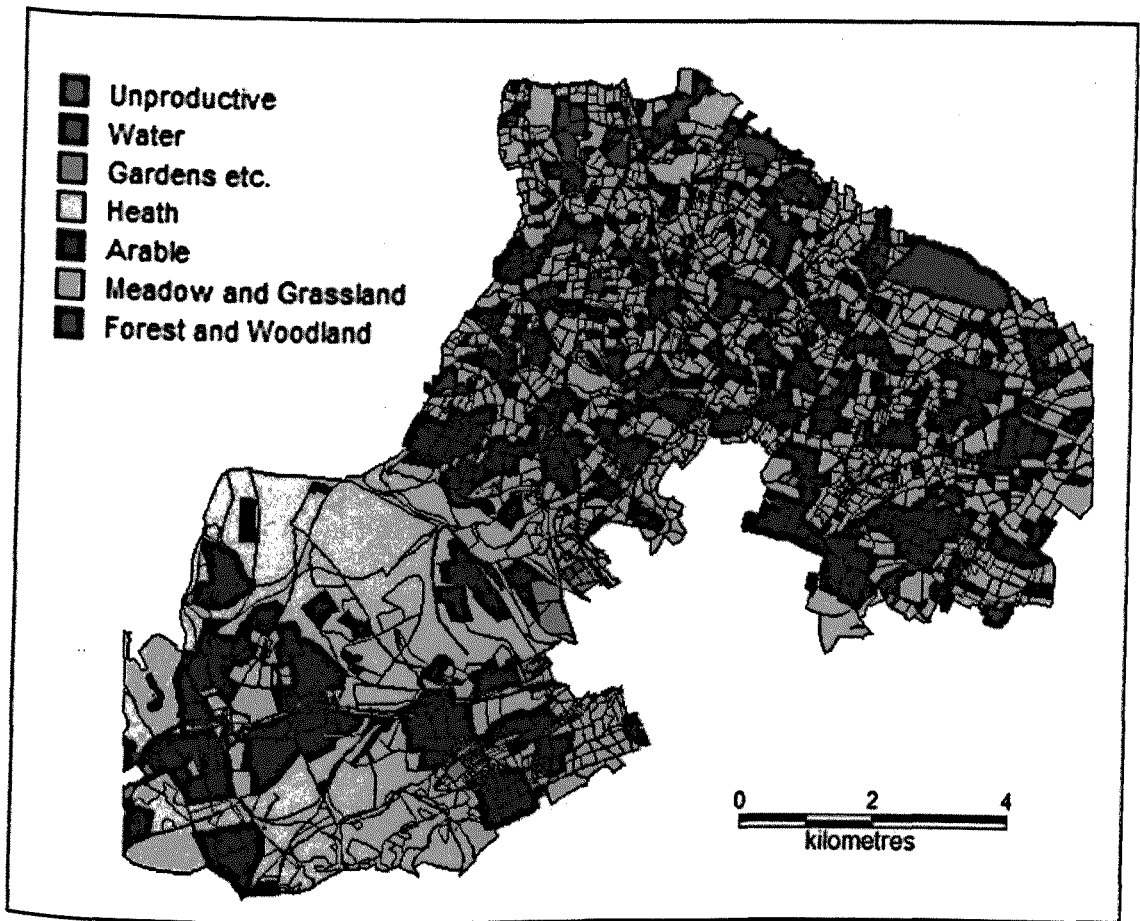 Unproductive
Water
Gardens etc.
Heath
Arable
Meadow and Grassland
Forest and Woodland
0 2 4
kilometres